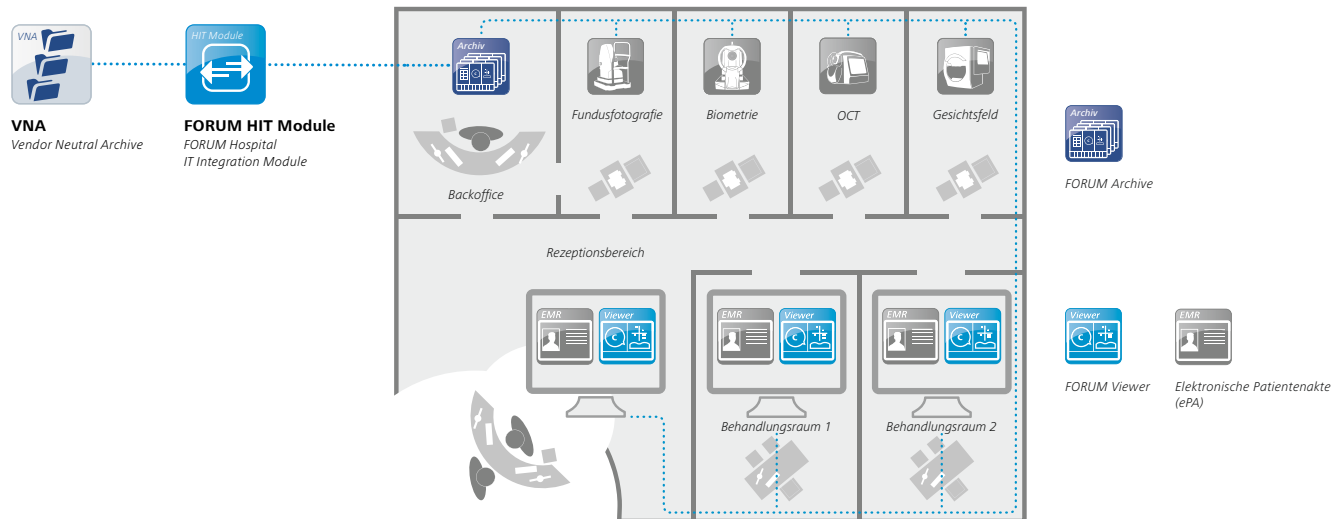 VNA
VNA
Vendor Neutral Archive
HIT Module
FORUM HIT Module
FORUM Hospital
IT Integration Module
Archiv
Backoffice
Fundusfotografie
Biometrie
OCT
Gesichtsfeld
Archiv
FORUM Archive
Rezeptionsbereich
EMR
Viewer
C
EMR
Viewer
C
Behandlungsraum 1
EMR
Viewer
C
Behandlungsraum 2
Viewer
C
FORUM Viewer
EMR
Elektronische Patientenakte
(ePA)